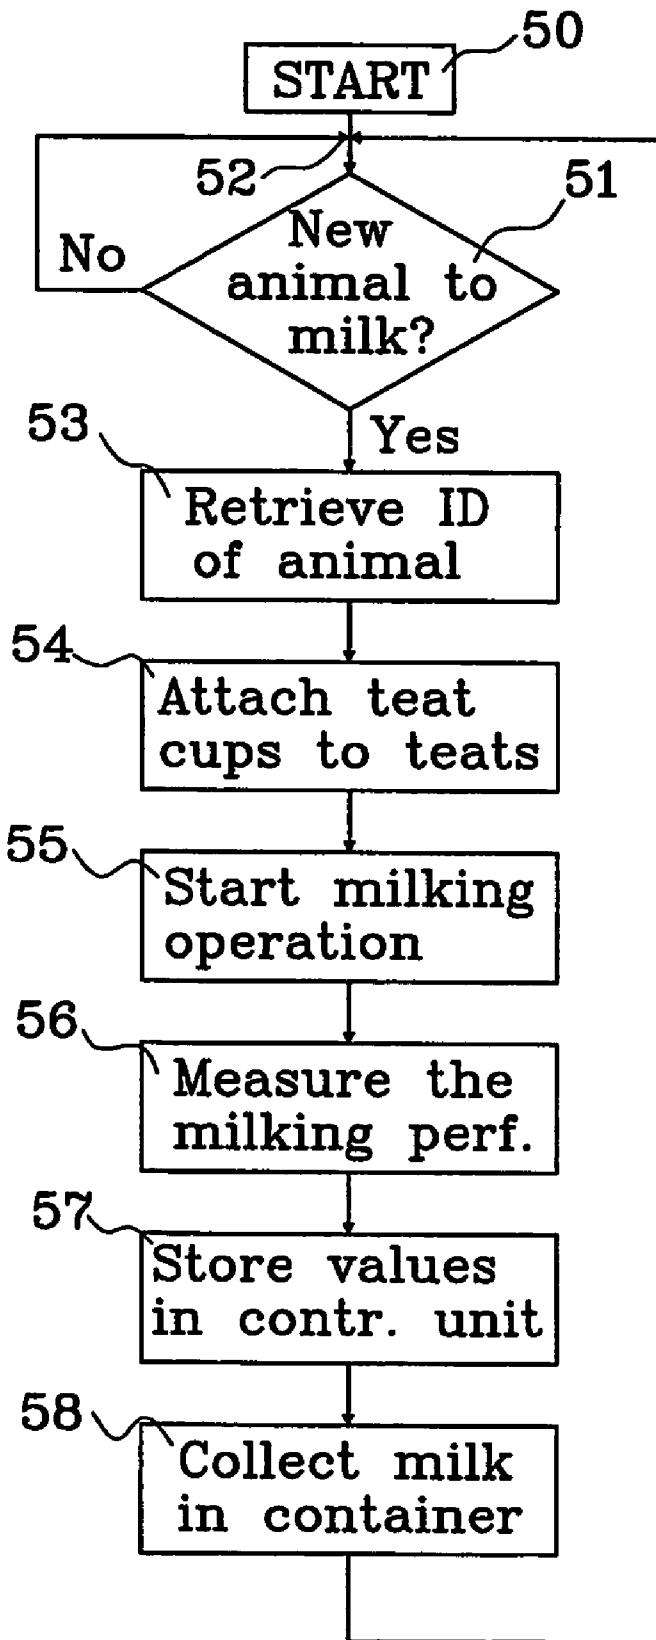 50
START
52
51
No
New
animal to
milk?
53
Yes
Retrieve ID
of animal
54
Attach teat
cups to teats
55
Start milking
operation
56
Measure the
milking perf.
57
Store values
in contr. unit
58
Collect milk
in container